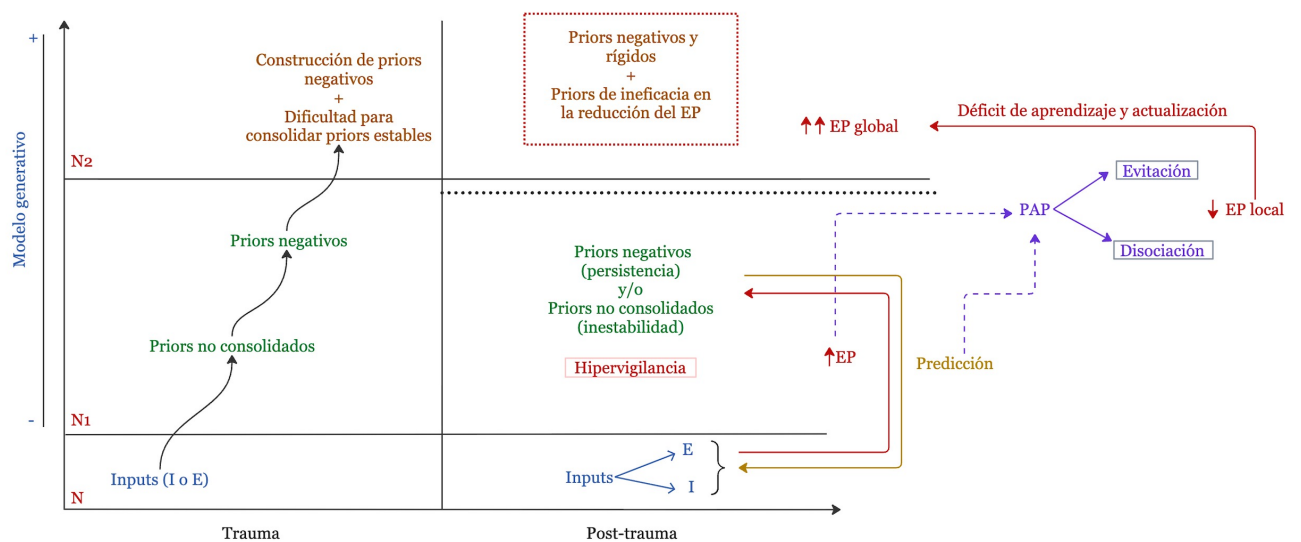 +
Modelo generativo
-
Construcción de priors
negativos
+
Dificultad para
consolidar priors estables
N2
Priors negativos
Priors no consolidados
N1
Inputs (I o E)
N
Trauma
Priors negativos y
rígidos
+
Priors de ineficacia en
la reducción del EP
EP global
Déficit de aprendizaje y actualización
EP local
PAP
Evitación
Disociación
Priors negativos
(persistencia)
y/o
Priors no consolidados
(inestabilidad)
Hipervigilancia
EP
Predicción
Inputs
E
I
Post-trauma